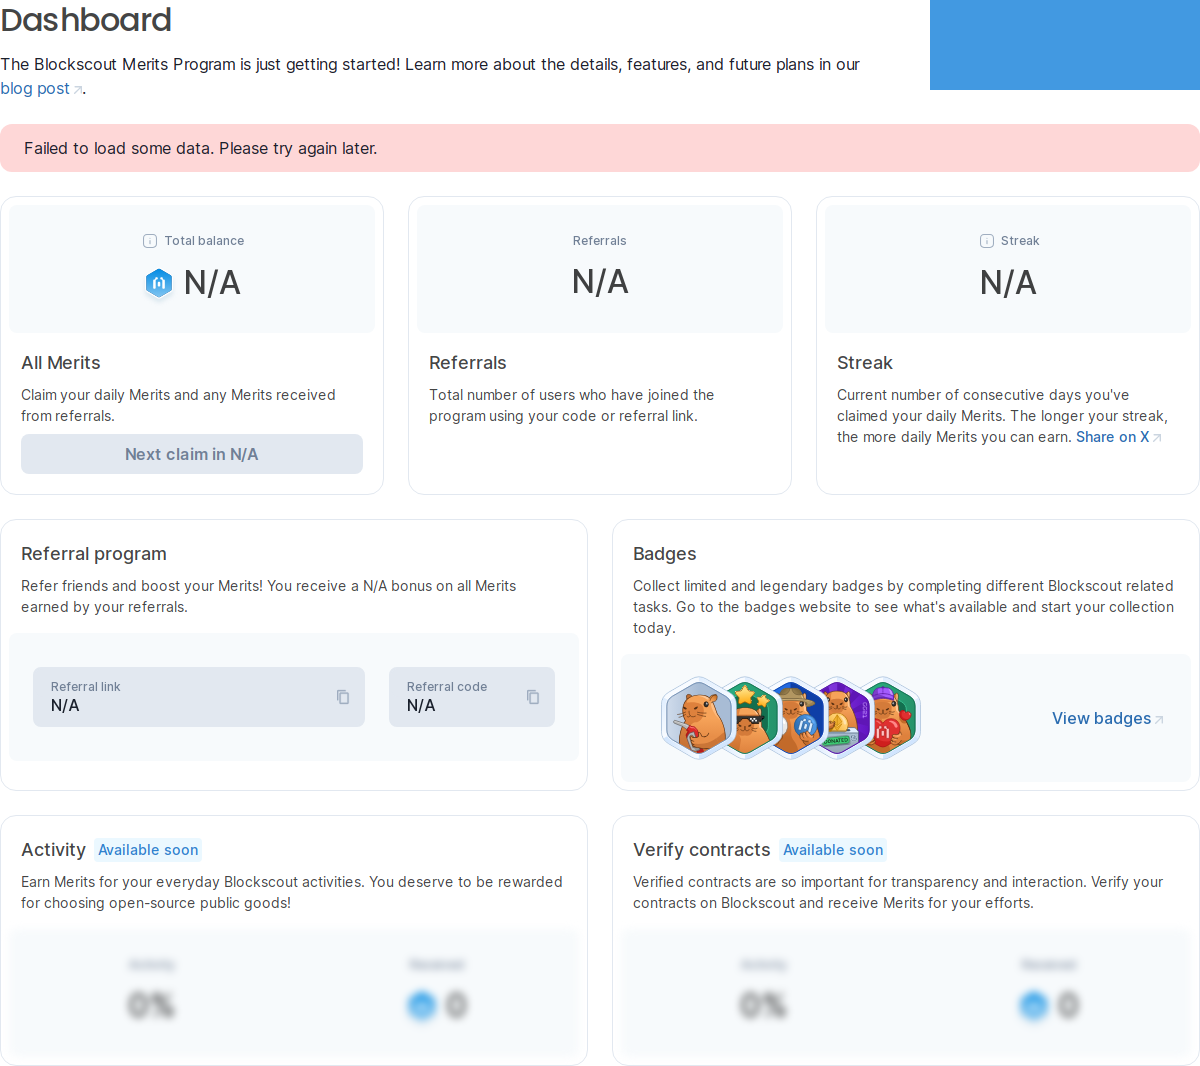 Dashboard
The Blockscout Merits Program is just getting started! Learn more about the details, features, and future plans in our
blog post.
Failed to load some data. Please try again later.
Total balance
N/A
All Merits
Claim your daily Merits and any Merits received
from referrals.
Next claim in N/A
Referrals
N/A
Referrals
Total number of users who have joined the
program using your code or referral link.
Streak
N/A
Streak
Current number of consecutive days you've
claimed your daily Merits. The longer your streak,
the more daily Merits you can earn. Share on X
Referral program
Refer friends and boost your Merits! You receive a N/A bonus on all Merits
earned by your referrals.
Referral link
N/A
Referral code
N/A
Badges
Collect limited and legendary badges by completing different Blockscout related
tasks. Go to the badges website to see what's available and start your collection
today.
DONATED
View badges
Activity Available soon
Earn Merits for your everyday Blockscout activities. You deserve to be rewarded
for choosing open-source public goods!
Activity
0%
Received
0
Verify contracts Available soon
Verified contracts are so important for transparency and interaction. Verify your
contracts on Blockscout and receive Merits for your efforts.
Activity
0%
Received
0